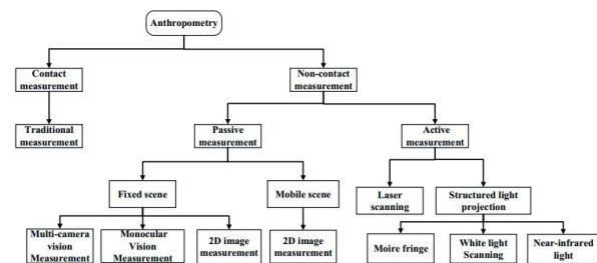 Anthropometry
Contact
measurement
Non-contact
measurement
Traditional
measurement
Passive
measurement
Active
measurement
Fixed scene
Mobile scene
Laser
scanning
Structured light
projection
Multi-camera
vision
Measurement
Monocular
Vision
Measurement
2D image
measurement
2D image
measurement
Moire fringe
White light
Scanning
Near-infrared
light